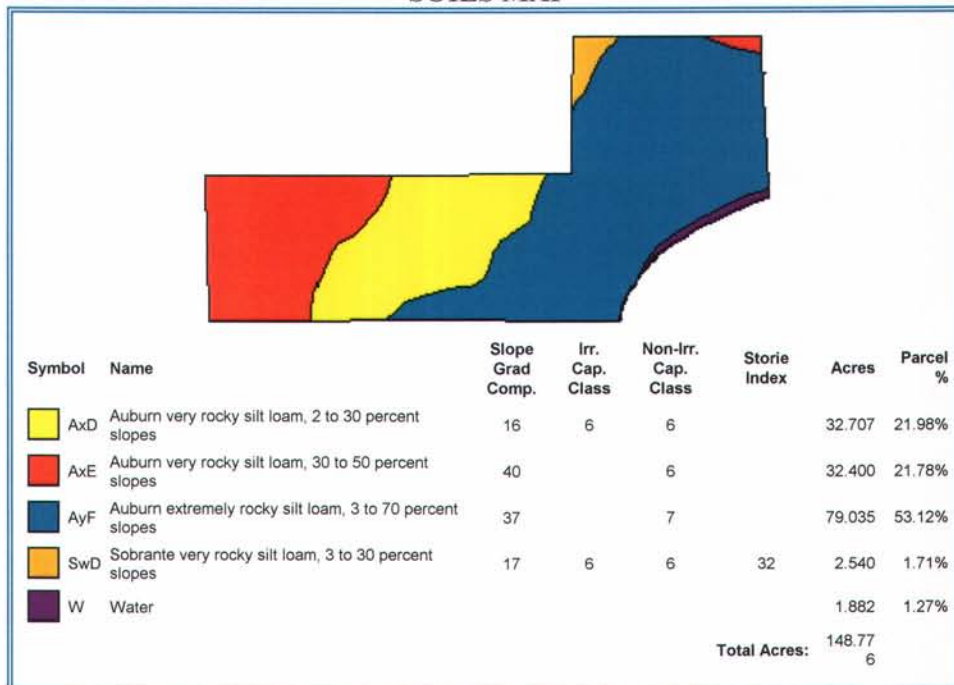 SOILS MAP
Symbol Name Slope Grad Comp. Irr. Cap. Class Non-Irr. Cap. Class Storie Index Acres Parcel %
AxD Auburn very rocky silt loam, 2 to 30 percent slopes 16 6 6 32.707 21.98%
AxE Auburn very rocky silt loam, 30 to 50 percent slopes 40 6 32.400 21.78%
AyF Auburn extremely rocky silt loam, 3 to 70 percent slopes 37 7 79.035 53.12%
SwD Sobrante very rocky silt loam, 3 to 30 percent slopes 17 6 6 32 2.540 1.71%
W Water 1.882 1.27%
Total Acres: 148.77
6